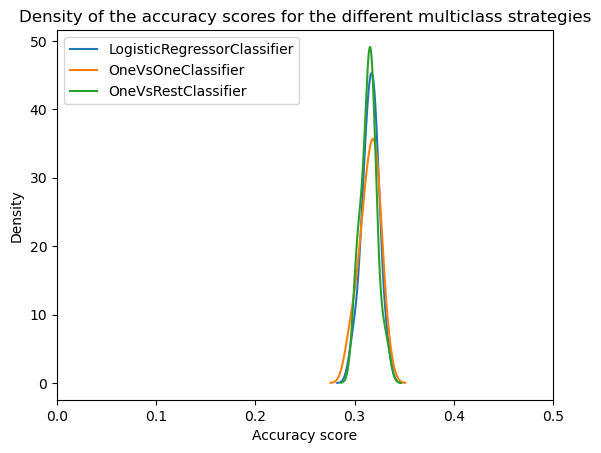 Density of the accuracy scores for the different multiclass strategies
LogisticRegressorClassifier
OneVsOneClassifier
OneVsRestClassifier
50
40
30
20
10
0
Density
0.0 0.1 0.2 0.3 0.4 0.5
Accuracy score